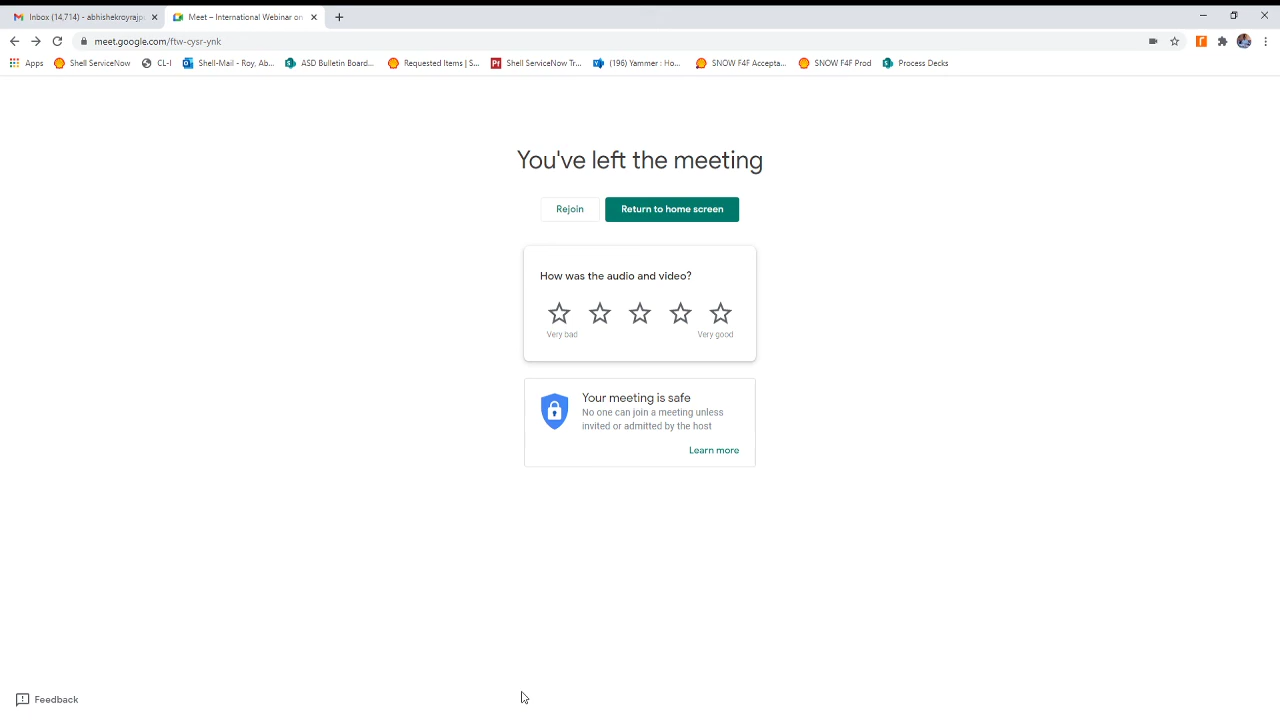 Inbox (14,714) - abhishekroyrajp
Meet – International Webinar on
meet.google.com/ftw-cysr-ynk
Apps
Shell ServiceNow
CL-I
Shell-Mail - Roy, Ab...
ASD Bulletin Board...
Requested Items | S...
Shell ServiceNow Tr...
(196) Yammer : Ho...
SNOW F4F Accepta...
SNOW F4F Prod
Process Decks
You've left the meeting
Rejoin
Return to home screen
How was the audio and video?
Very bad
Very good
Your meeting is safe
No one can join a meeting unless
invited or admitted by the host
Learn more
Feedback